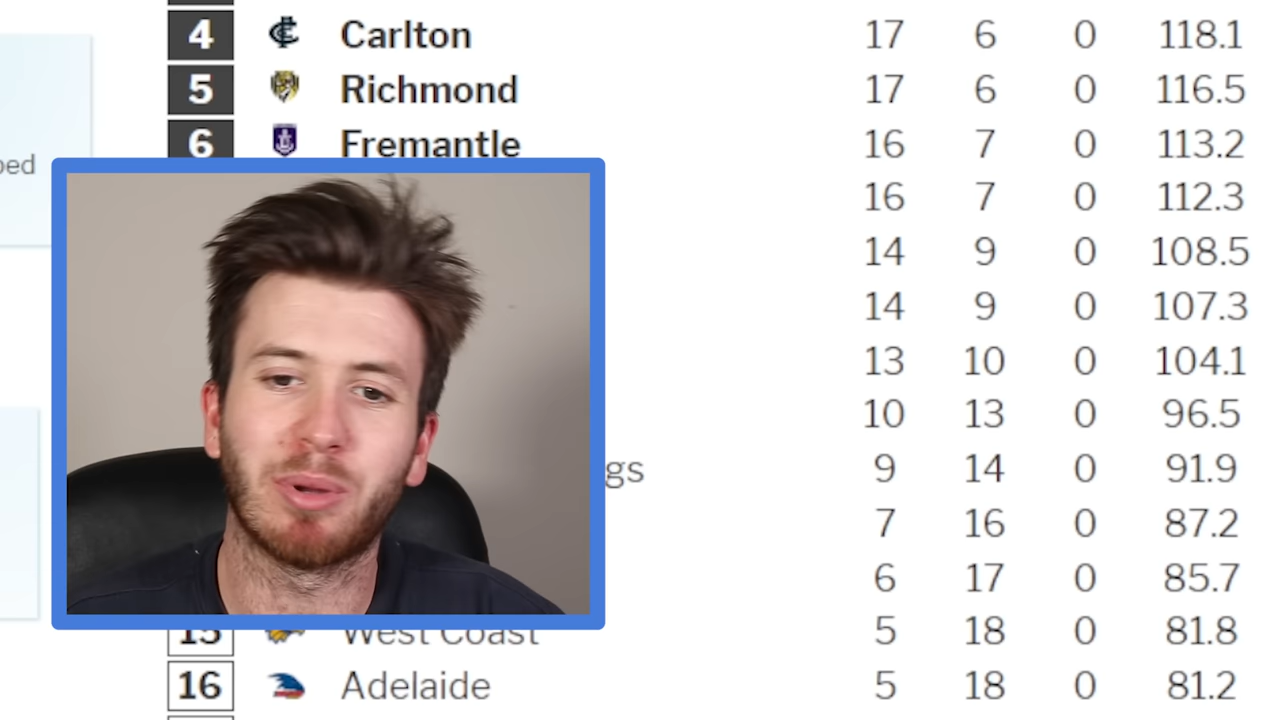 4 Carlton 17 6 0 118.1
5 Richmond 17 6 0 116.5
6 Fremantle 16 7 0 113.2
ped
16 7 0 112.3
14 9 0 108.5
14 9 0 107.3
13 10 0 104.1
10 13 0 96.5
gs 9 14 0 91.9
7 16 0 87.2
6 17 0 85.7
15 West Coast 5 18 0 81.8
16 Adelaide 5 18 0 81.2